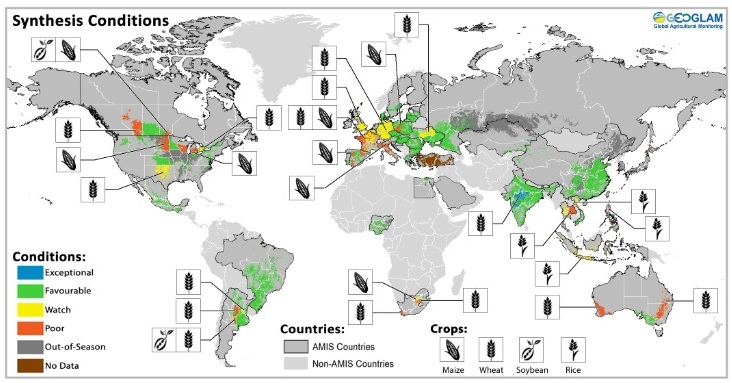 Synthesis Conditions
GEOGLAM
Global Agricultural Monitoring
Conditions:
Exceptional
Favourable
Watch
Poor
Out-of-Season
No Data
Countries:
AMIS Countries
Non-AMIS Countries
Crops:
Maize
Wheat
Soybean
Rice